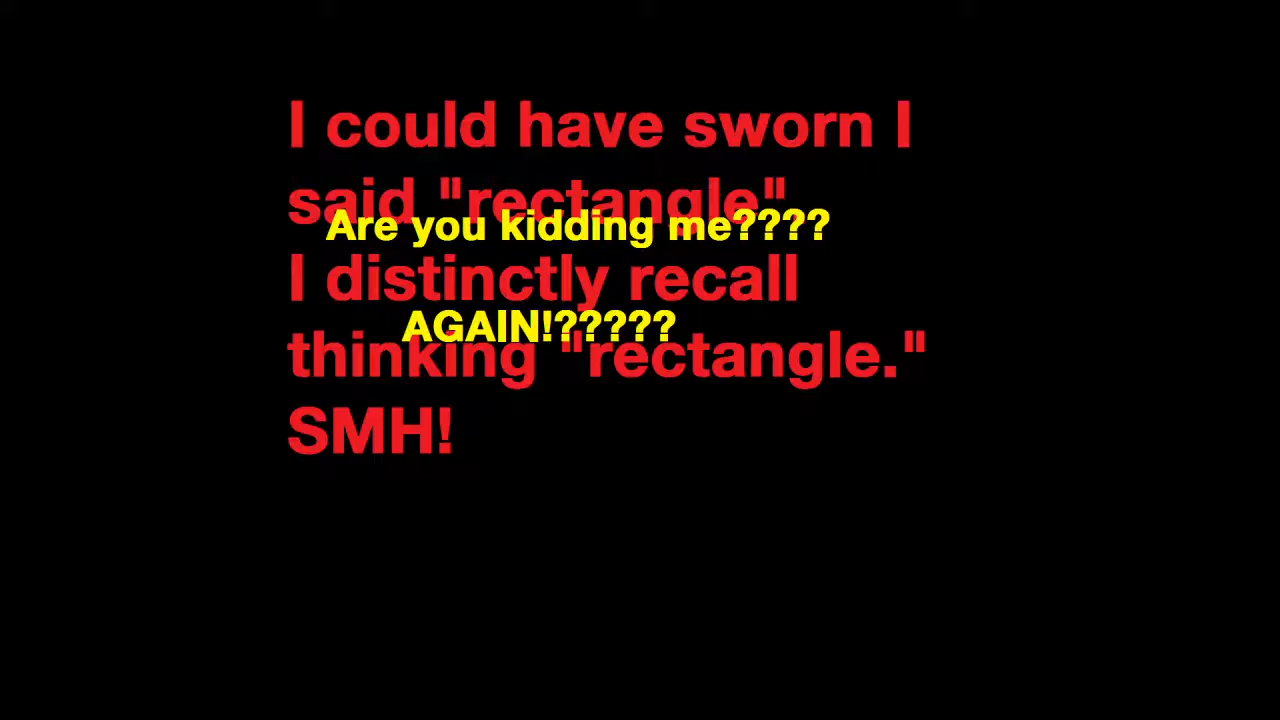 I could have sworn I
said "rectangle"
Are you kidding me????
I distinctly recall
AGAIN!?????
thinking "rectangle."
SMH!